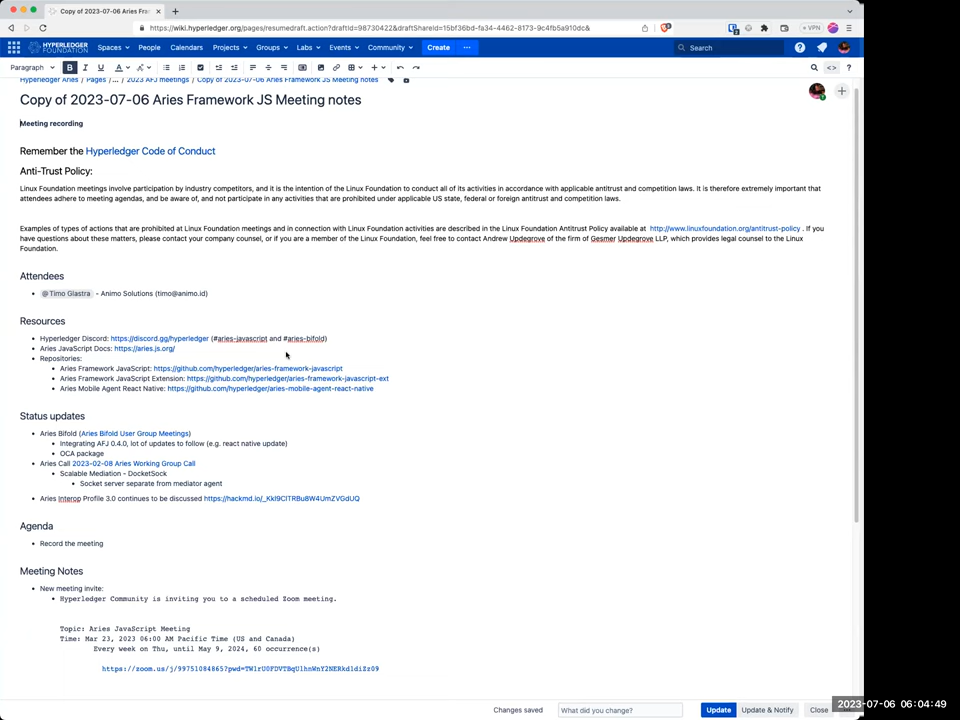 Copy of 2023-07-06 Aries Fra
https://wiki.hyperledger.org/pages/resumedraft.action?draftId=98730422&draftShareId=15bf36bd-fa34-4462-8173-9c4fb5a910dc&
VPN
HYPERLEDGER FOUNDATION Spaces People Calendars Projects Groups Labs Events Community Create ... Search
Paragraph B I U A
Hyperledger Aries / Pages /... / 2023 AFJ meetings / Copy of 2023-07-06 Aries Framework JS Meeting notes
Copy of 2023-07-06 Aries Framework JS Meeting notes
Meeting recording
Remember the Hyperledger Code of Conduct
Anti-Trust Policy:
Linux Foundation meetings involve participation by industry competitors, and it is the intention of the Linux Foundation to conduct all of its activities in accordance with applicable antitrust and competition laws. It is therefore extremely important that
attendees adhere to meeting agendas, and be aware of, and not participate in any activities that are prohibited under applicable US state, federal or foreign antitrust and competition laws.
Examples of types of actions that are prohibited at Linux Foundation meetings and in connection with Linux Foundation activities are described in the Linux Foundation Antitrust Policy available at http://www.linuxfoundation.org/antitrust-policy . If you
have questions about these matters, please contact your company counsel, or if you are a member of the Linux Foundation, feel free to contact Andrew Updegrove of the firm of Gesmer Updegrove LLP, which provides legal counsel to the Linux
Foundation.
Attendees
• @Timo Glastra - Animo Solutions (timo@animo.id)
Resources
• Hyperledger Discord: https://discord.gg/hyperledger (#aries-javascript and #aries-bifold)
• Aries JavaScript Docs: https://aries.js.org/
• Repositories:
• Aries Framework JavaScript: https://github.com/hyperledger/aries-framework-javascript
• Aries Framework JavaScript Extension: https://github.com/hyperledger/aries-framework-javascript-ext
• Aries Mobile Agent React Native: https://github.com/hyperledger/aries-mobile-agent-react-native
Status updates
• Aries Bifold (Aries Bifold User Group Meetings)
• Integrating AFJ 0.4.0, lot of updates to follow (e.g. react native update)
• OCA package
• Aries Call 2023-02-08 Aries Working Group Call
• Scalable Mediation - DocketSock
• Socket server separate from mediator agent
• Aries Interop Profile 3.0 continues to be discussed https://hackmd.io/_KkI9ClTRBu8W4UmZVGdUQ
Agenda
• Record the meeting
Meeting Notes
• New meeting invite:
• Hyperledger Community is inviting you to a scheduled Zoom meeting.
Topic: Aries JavaScript Meeting
Time: Mar 23, 2023 06:00 AM Pacific Time (US and Canada)
Every week on Thu, until May 9, 2024, 60 occurrence(s)
https://zoom.us/j/99751084865?pwd=TW1rU0FDVTBqUlhnWnY2NERkd1diZz09
Changes saved What did you change? Update Update & Notify Close
2023-07-06 06:04:49